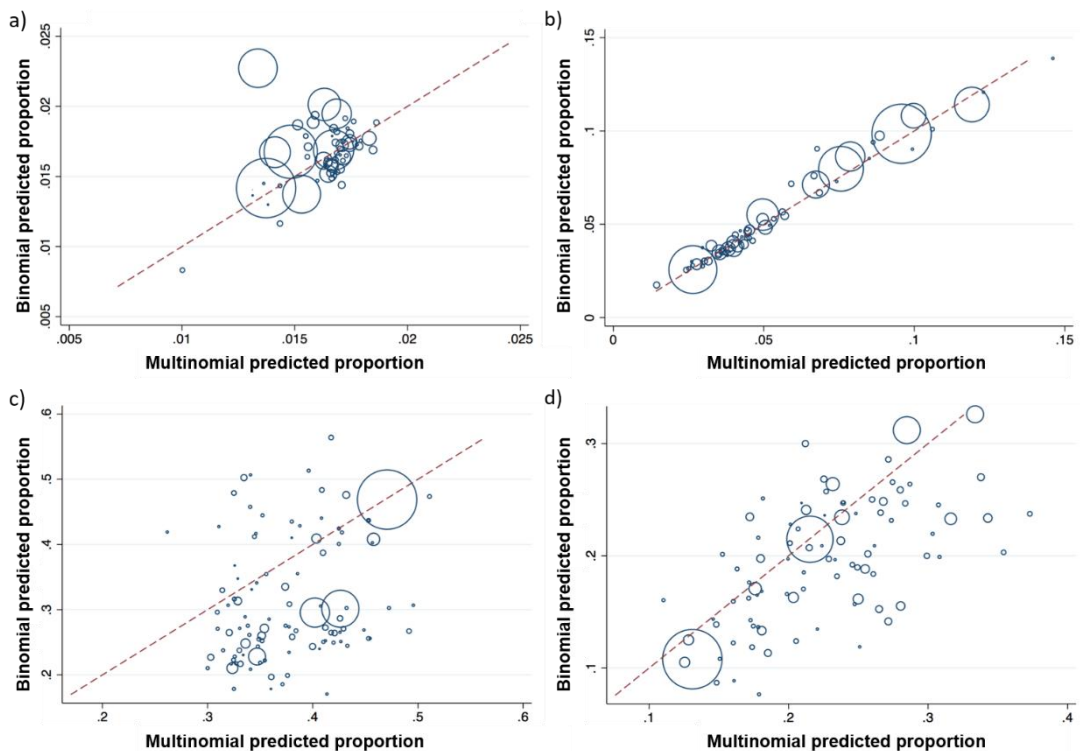 a)
Binomial predicted proportion
.025
.02
.015
.01
.005
.005
.01
.015
.02
.025
Multinomial predicted proportion
b)
Binomial predicted proportion
.15
.1
.05
0
0
.05
.1
.15
Multinomial predicted proportion
c)
Binomial predicted proportion
.6
.5
.4
.3
.2
.2
.3
.4
.5
.6
Multinomial predicted proportion
d)
Binomial predicted proportion
.3
.2
.1
.1
.2
.3
.4
Multinomial predicted proportion